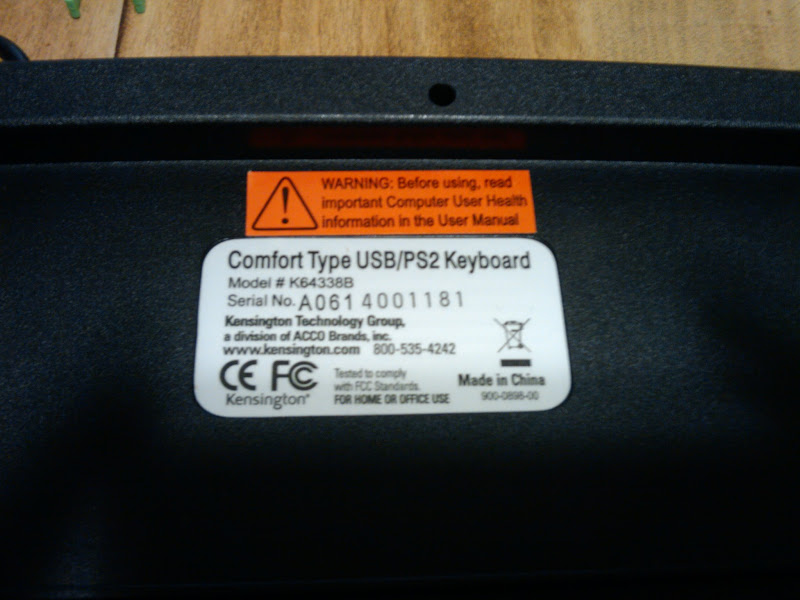 WARNING: Before using, read
important Computer User Health
information in the User Manual
Comfort Type USB/PS2 Keyboard
Model # K64338B
Serial No. A0614001181
Kensington Technology Group,
a division of ACCO Brands, inc.
www.kensington.com 800-535-4242
CE FC
Tested to comply
with FCC Standards.
FOR HOME OR OFFICE USE
Kensington®
Made in China
900-0898-00